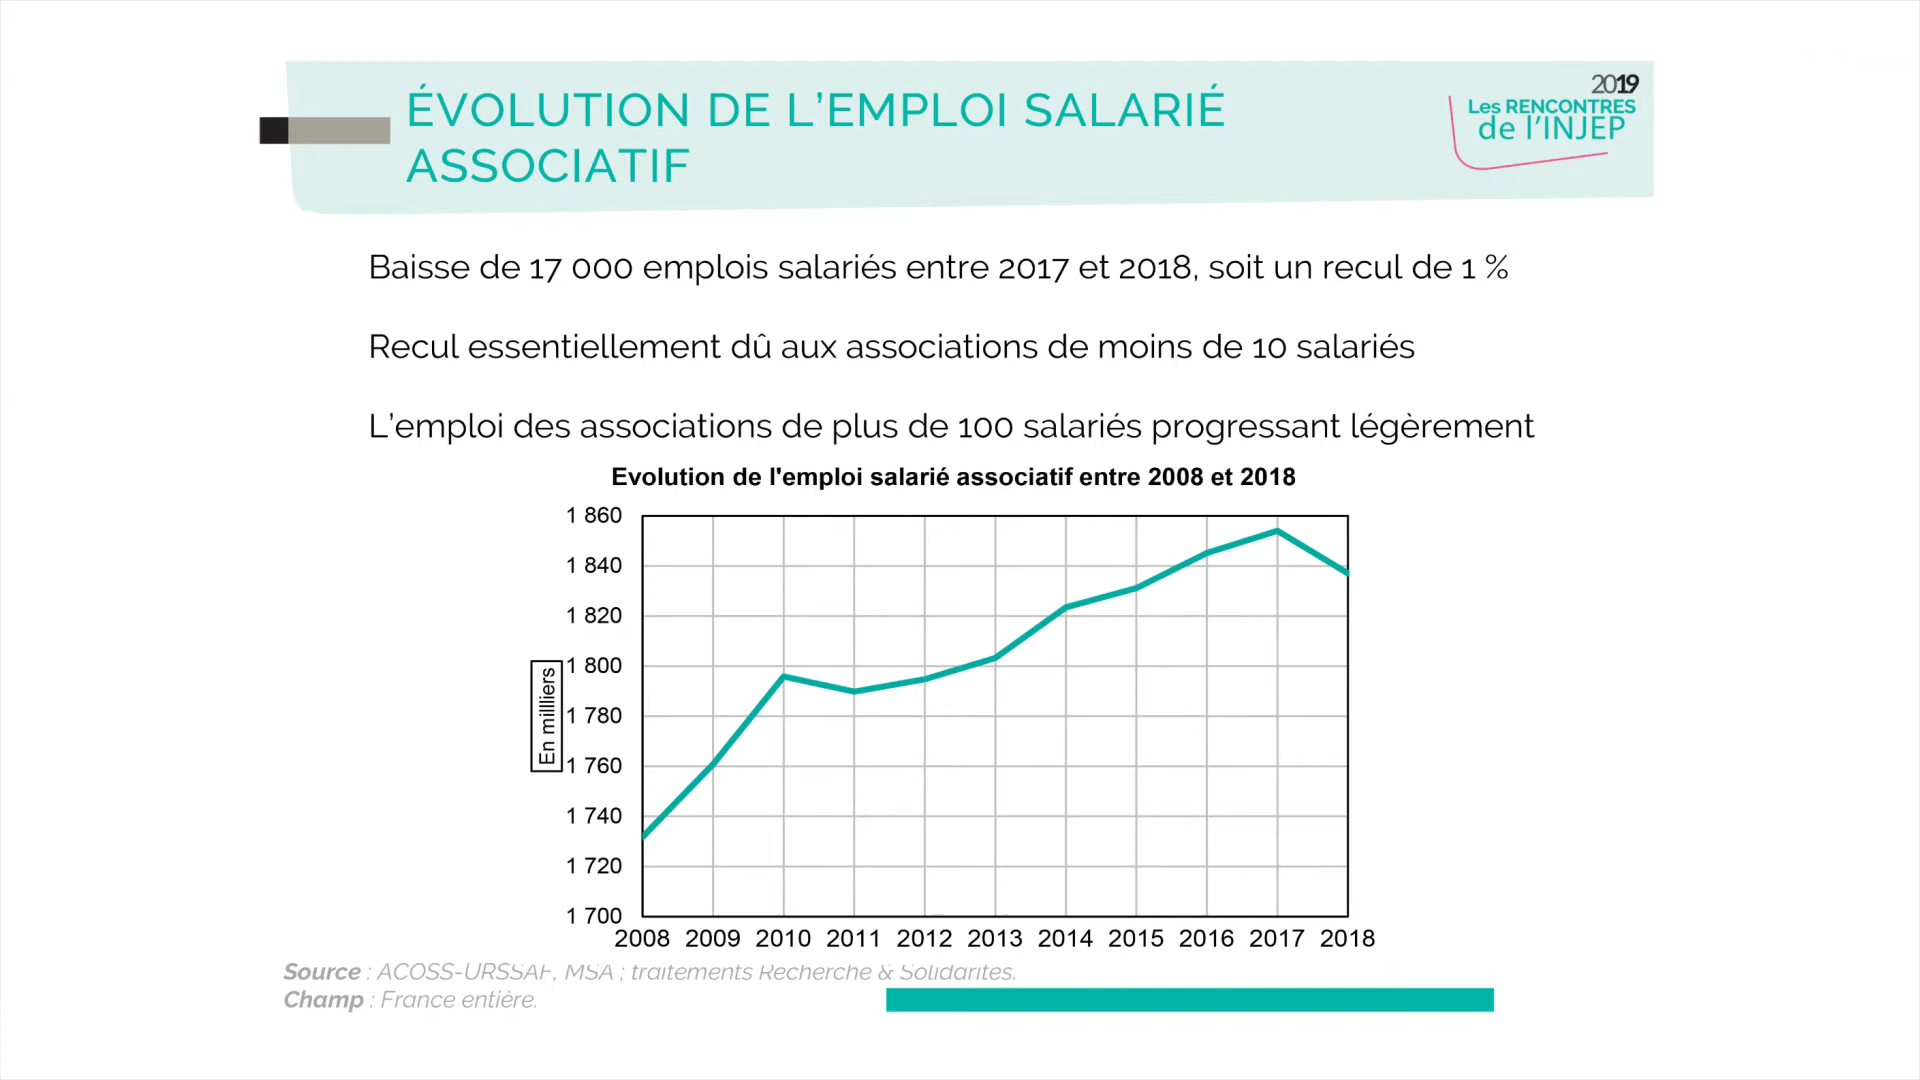 ÉVOLUTION DE L'EMPLOI SALARIÉ
ASSOCIATIF
2019
Les RENCONTRES
de l'INJEP
Baisse de 17 000 emplois salariés entre 2017 et 2018, soit un recul de 1 %
Recul essentiellement dû aux associations de moins de 10 salariés
L'emploi des associations de plus de 100 salariés progressant légèrement
Evolution de l'emploi salarié associatif entre 2008 et 2018
1 860
1 840
1 820
1 800
1 780
1 760
1 740
1 720
1 700
En millliers
2008 2009 2010 2011 2012 2013 2014 2015 2016 2017 2018
Source : ACOSS-URSSAF, MSA ; traitements Recherche & Solidarités.
Champ : France entière.